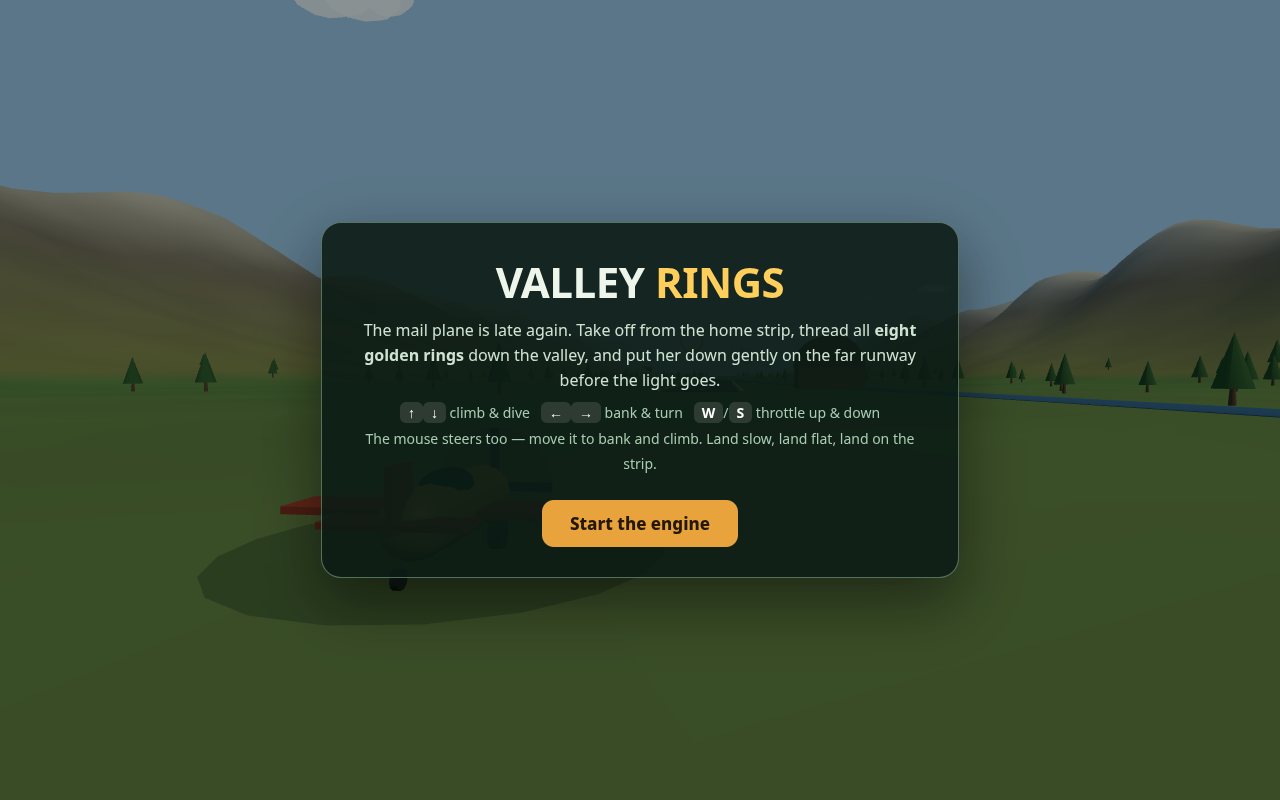 VALLEY RINGS
The mail plane is late again. Take off from the home strip, thread all eight
golden rings down the valley, and put her down gently on the far runway
before the light goes.
↑ ↓ climb & dive ← → bank & turn W / S throttle up & down
The mouse steers too — move it to bank and climb. Land slow, land flat, land on the
strip.
Start the engine